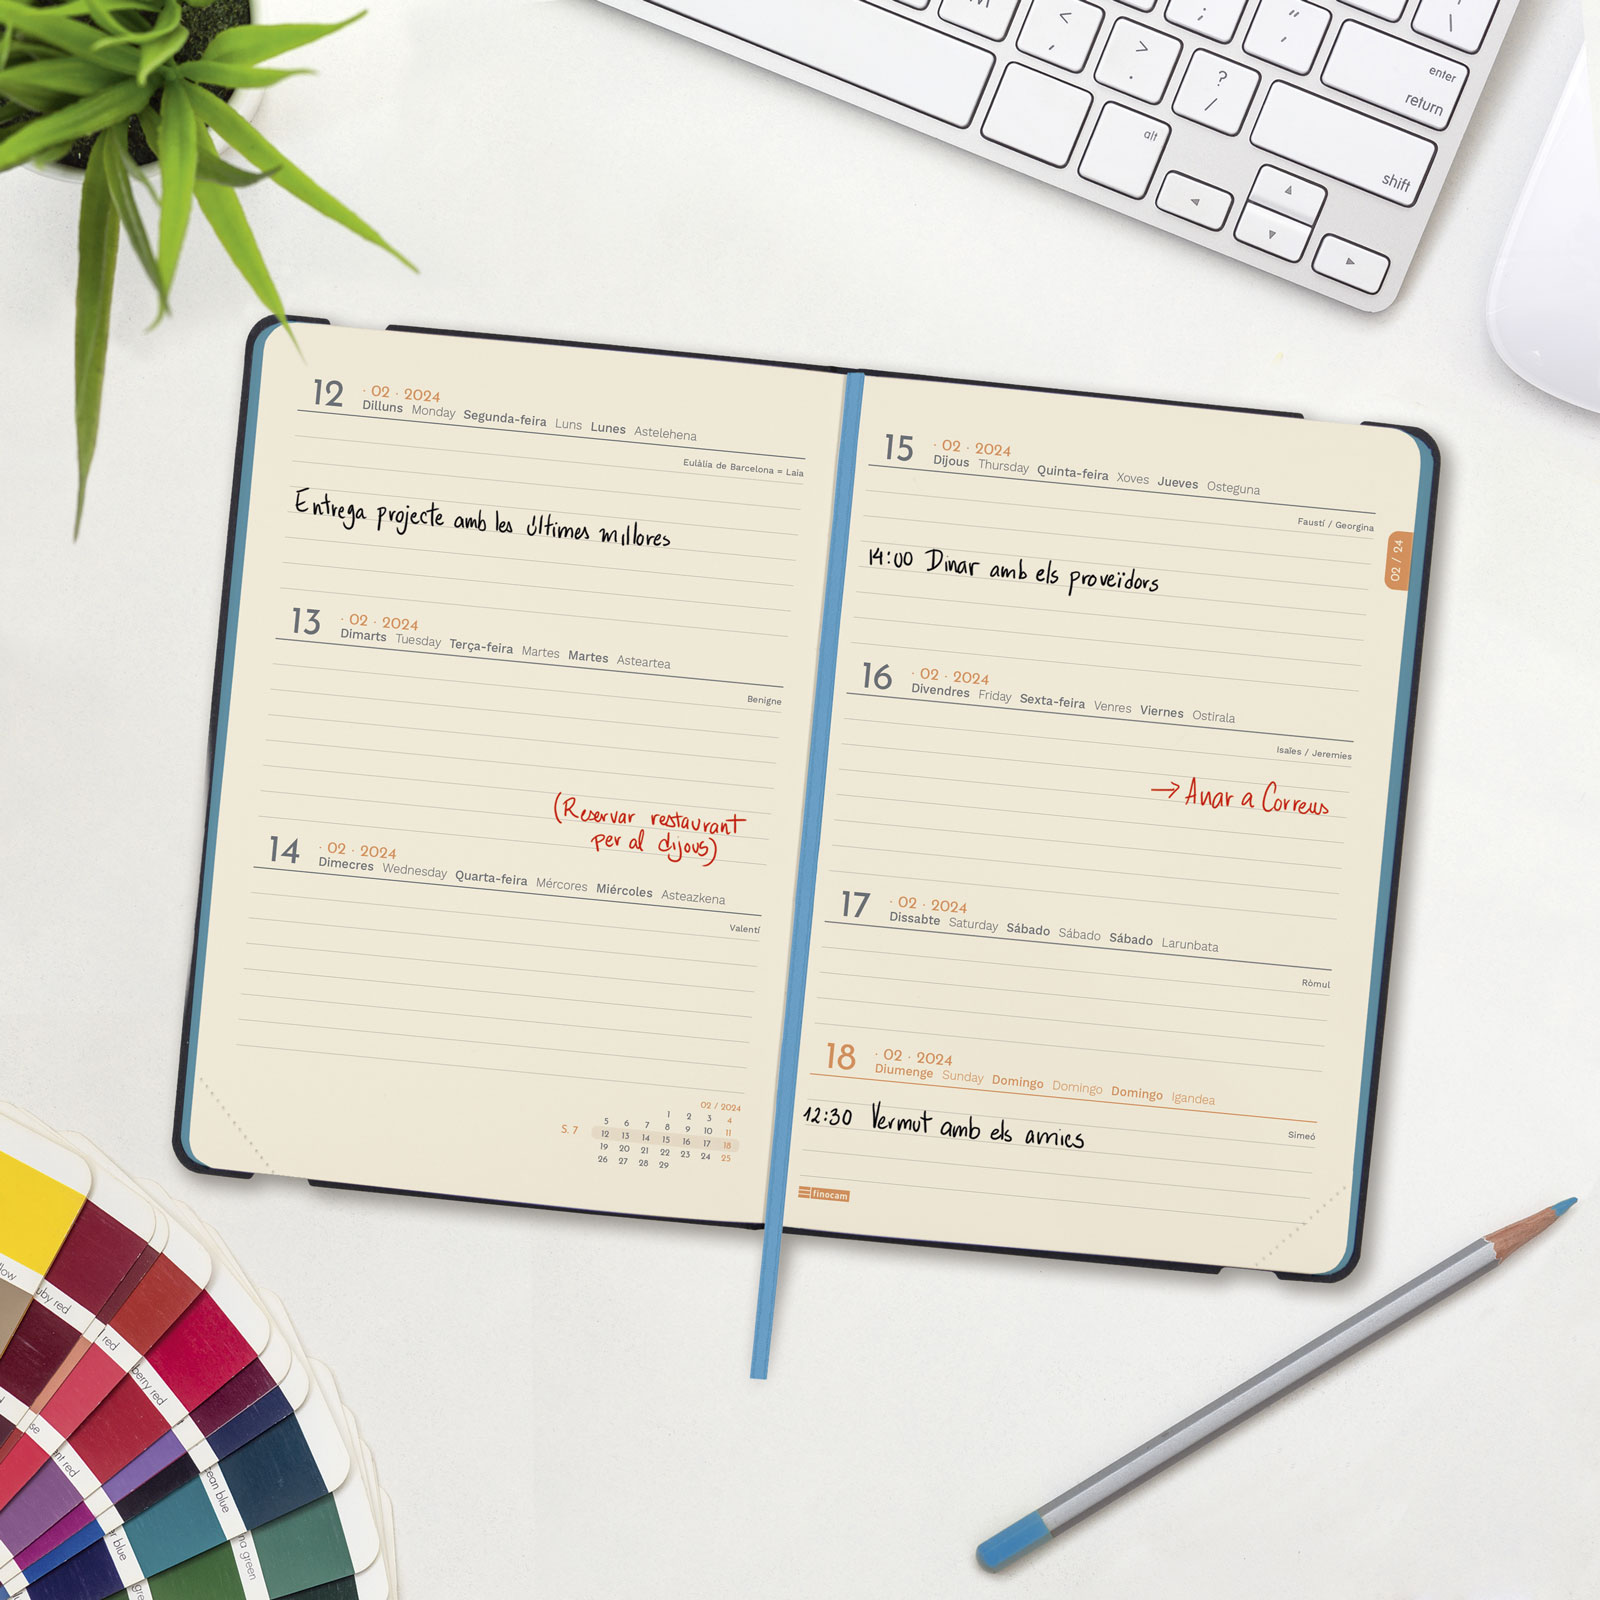 M
<
,
>
.
;
"
,
?
/
\
enter
return
alt
shift
12 · 02 · 2024
Dilluns Monday Segunda-feira Luns Lunes Astelehena
Eulàlia de Barcelona = Laia
Entrega projecte amb les últimes millores
13 · 02 · 2024
Dimarts Tuesday Terça-feira Martes Martes Asteartea
Benigne
(Reservar restaurant
per al dijous)
14 · 02 · 2024
Dimecres Wednesday Quarta-feira Mércores Miércoles Asteazkena
Valentí
02 / 2024
1 2 3 4
5 6 7 8 9 10 11
S. 7 12 13 14 15 16 17 18
19 20 21 22 23 24 25
26 27 28 29
15 · 02 · 2024
Dijous Thursday Quinta-feira Xoves Jueves Osteguna
Faustí / Georgina
02 / 24
14:00 Dinar amb els proveïdors
16 · 02 · 2024
Divendres Friday Sexta-feira Venres Viernes Ostirala
Isaïes / Jeremies
→ Anar a Correus
17 · 02 · 2024
Dissabte Saturday Sábado Sábado Sábado Larunbata
Ròmul
18 · 02 · 2024
Diumenge Sunday Domingo Domingo Domingo Igandea
Simeó
12:30 Vermut amb els amics
finocam
low
uby red
red
berry red
se
nt red
ean blue
r blue
na green
gre